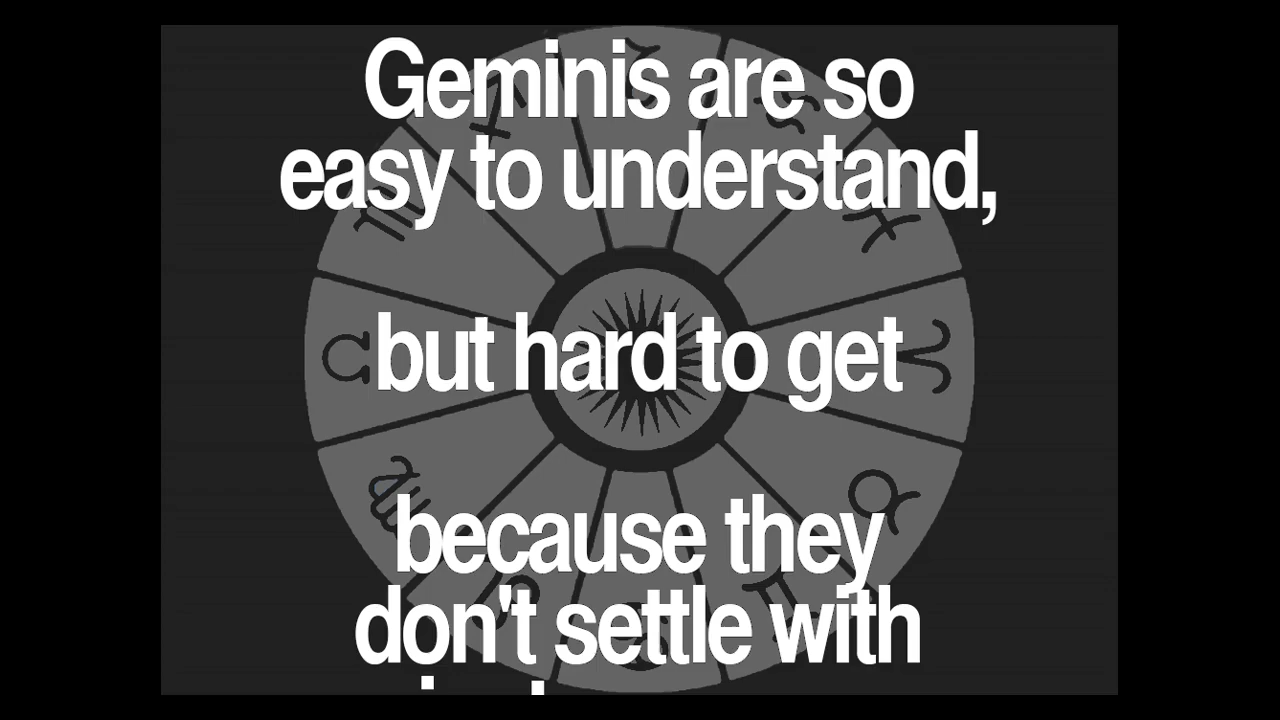 Geminis are so
easy to understand,
but hard to get
because they
don't settle with